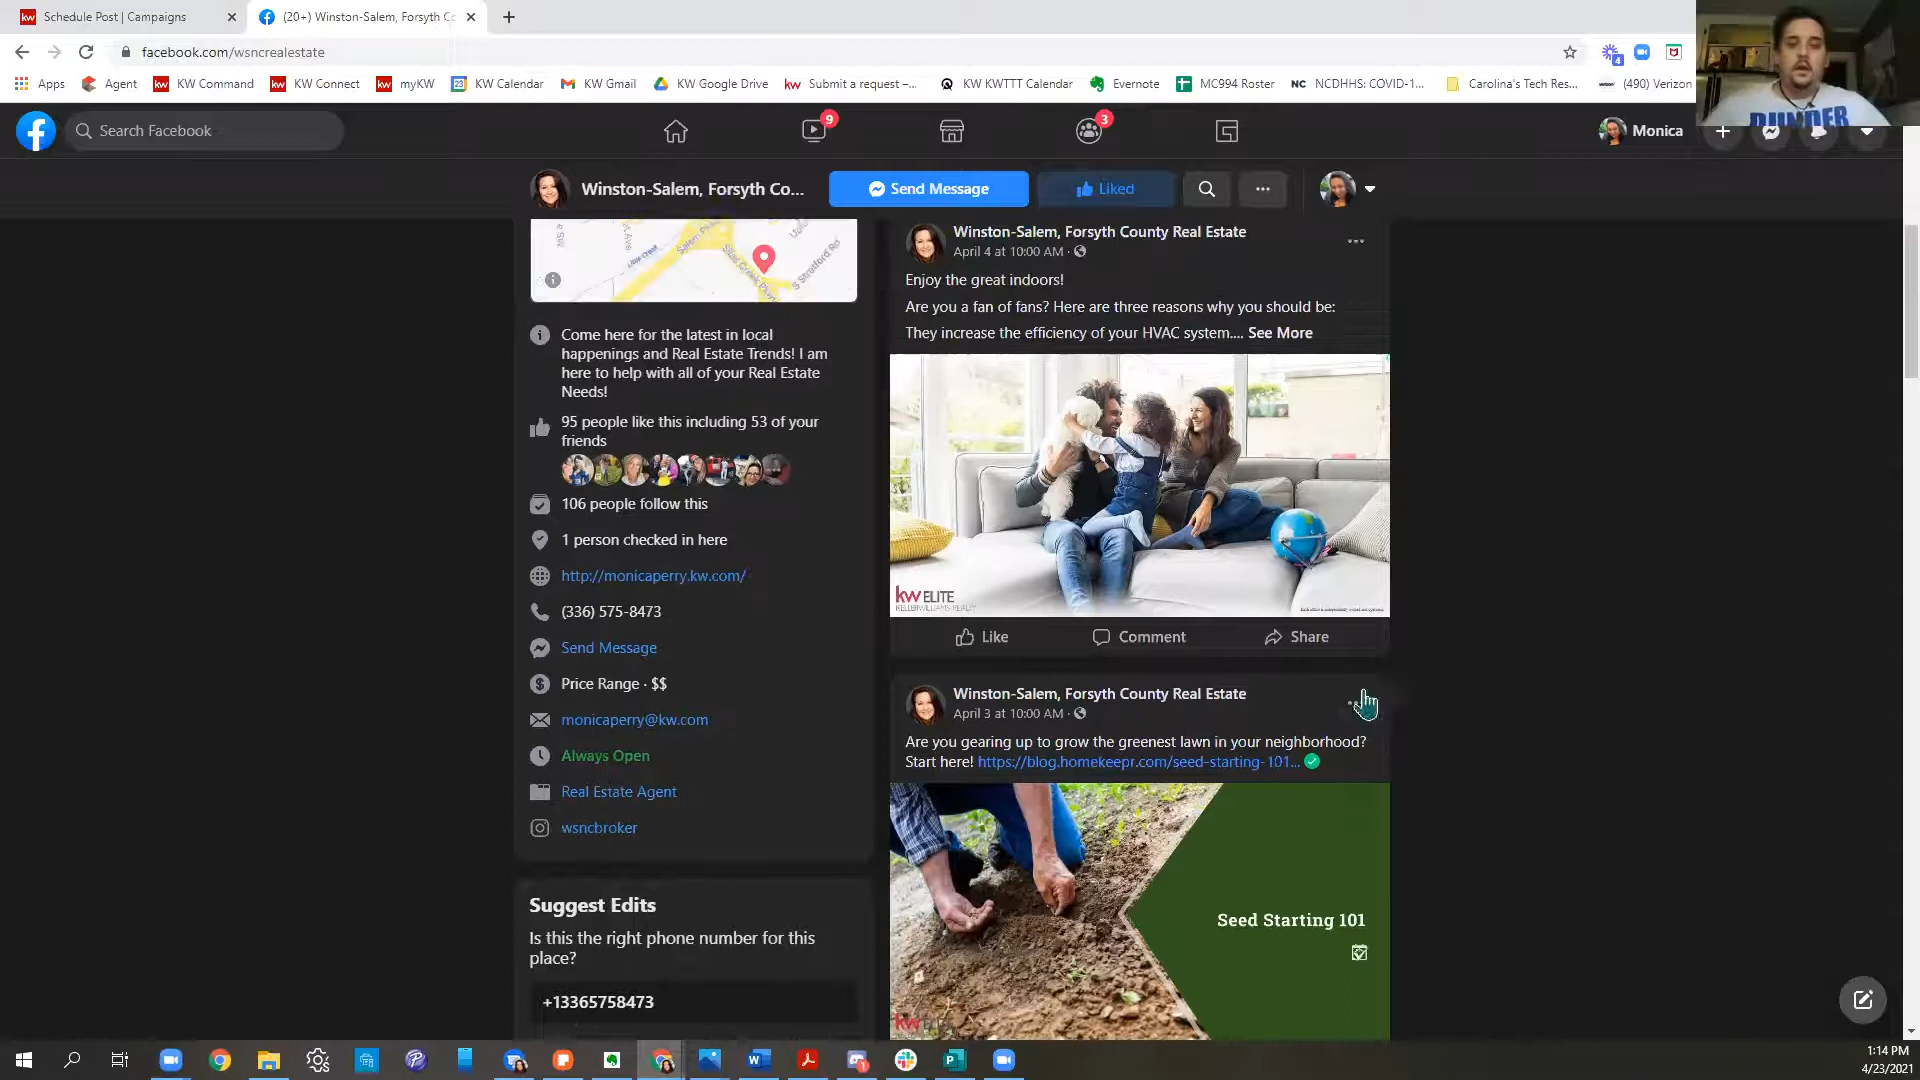 Schedule Post | Campaigns
(20+) Winston-Salem, Forsyth Co
facebook.com/wsncrealestate
4
Apps
Agent
KW Command
KW Connect
myKW
KW Calendar
KW Gmail
KW Google Drive
Submit a request –...
KW KWTTT Calendar
Evernote
MC994 Roster
NC NCDHHS: COVID-1...
Carolina's Tech Res...
(490) Verizon
DUNDER
Search Facebook
9
3
Monica
Winston-Salem, Forsyth Co...
Send Message
Liked
Come here for the latest in local
happenings and Real Estate Trends! I am
here to help with all of your Real Estate
Needs!
95 people like this including 53 of your
friends
106 people follow this
1 person checked in here
http://monicaperry.kw.com/
(336) 575-8473
Send Message
Price Range · $$
monicaperry@kw.com
Always Open
Real Estate Agent
wsncbroker
Suggest Edits
Is this the right phone number for this
place?
+13365758473
Winston-Salem, Forsyth County Real Estate
April 4 at 10:00 AM ·
Enjoy the great indoors!
Are you a fan of fans? Here are three reasons why you should be:
They increase the efficiency of your HVAC system.... See More
kw ELITE
KELLERWILLIAMS REALTY
Like
Comment
Share
Winston-Salem, Forsyth County Real Estate
April 3 at 10:00 AM ·
Are you gearing up to grow the greenest lawn in your neighborhood?
Start here! https://blog.homekeepr.com/seed-starting-101...
Seed Starting 101
1:14 PM
4/23/2021